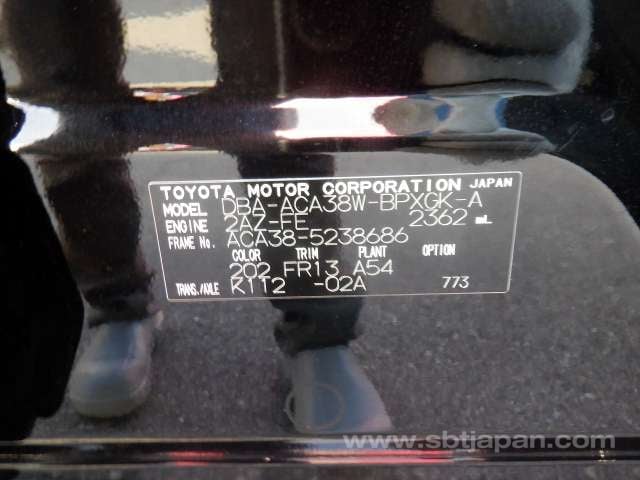 TOYOTA MOTOR CORPORATION JAPAN
MODEL DBA-ACA38W-BPXGK-A
ENGINE 2AZ-FE 2362 mL
FRAME No. ACA38-5238686
COLOR TRIM PLANT OPTION
202 FR13 A54
TRANS./AXLE K112 -02A 773
www.sbtjapan.com